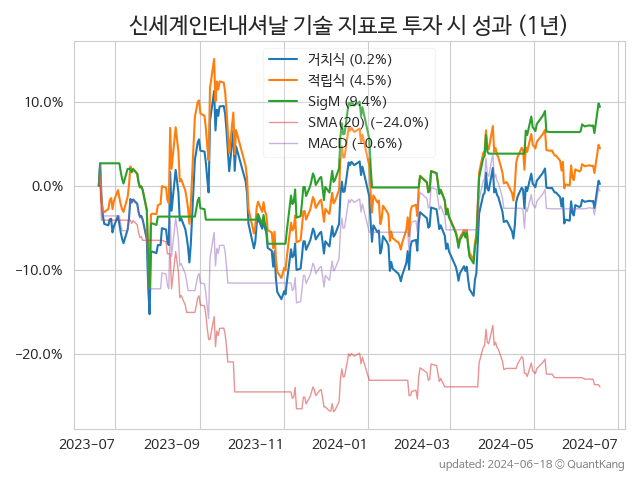 신세계인터내셔날 기술 지표로 투자 시 성과 (1년)
거치식 (0.2%)
적립식 (4.5%)
SigM (9.4%)
SMA(20) (−24.0%)
MACD (−0.6%)
10.0%
0.0%
−10.0%
−20.0%
2023-07 2023-09 2023-11 2024-01 2024-03 2024-05 2024-07
updated: 2024-06-18 ⓒ QuantKang